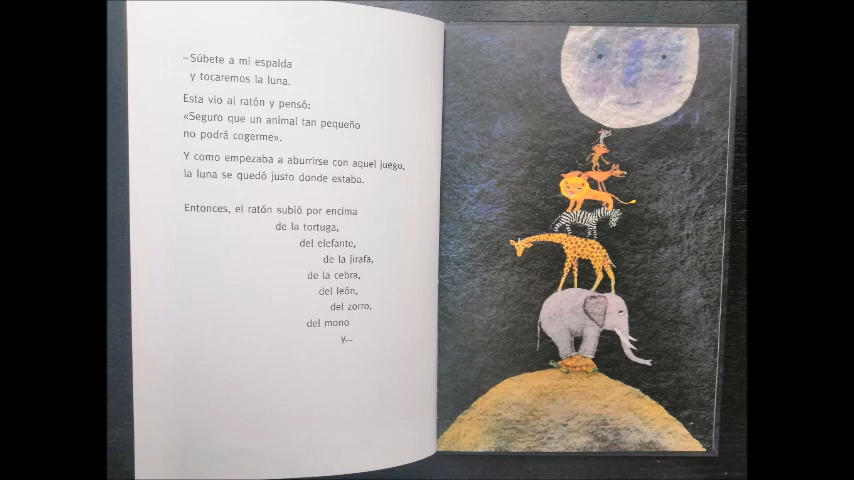 –Súbete a mi espalda
y tocaremos la luna.
Esta vio al ratón y pensó:
«Seguro que un animal tan pequeño
no podrá cogerme».
Y como empezaba a aburrirse con aquel juego,
la luna se quedó justo donde estaba.
Entonces, el ratón subió por encima
de la tortuga,
del elefante,
de la jirafa,
de la cebra,
del león,
del zorro,
del mono
y...